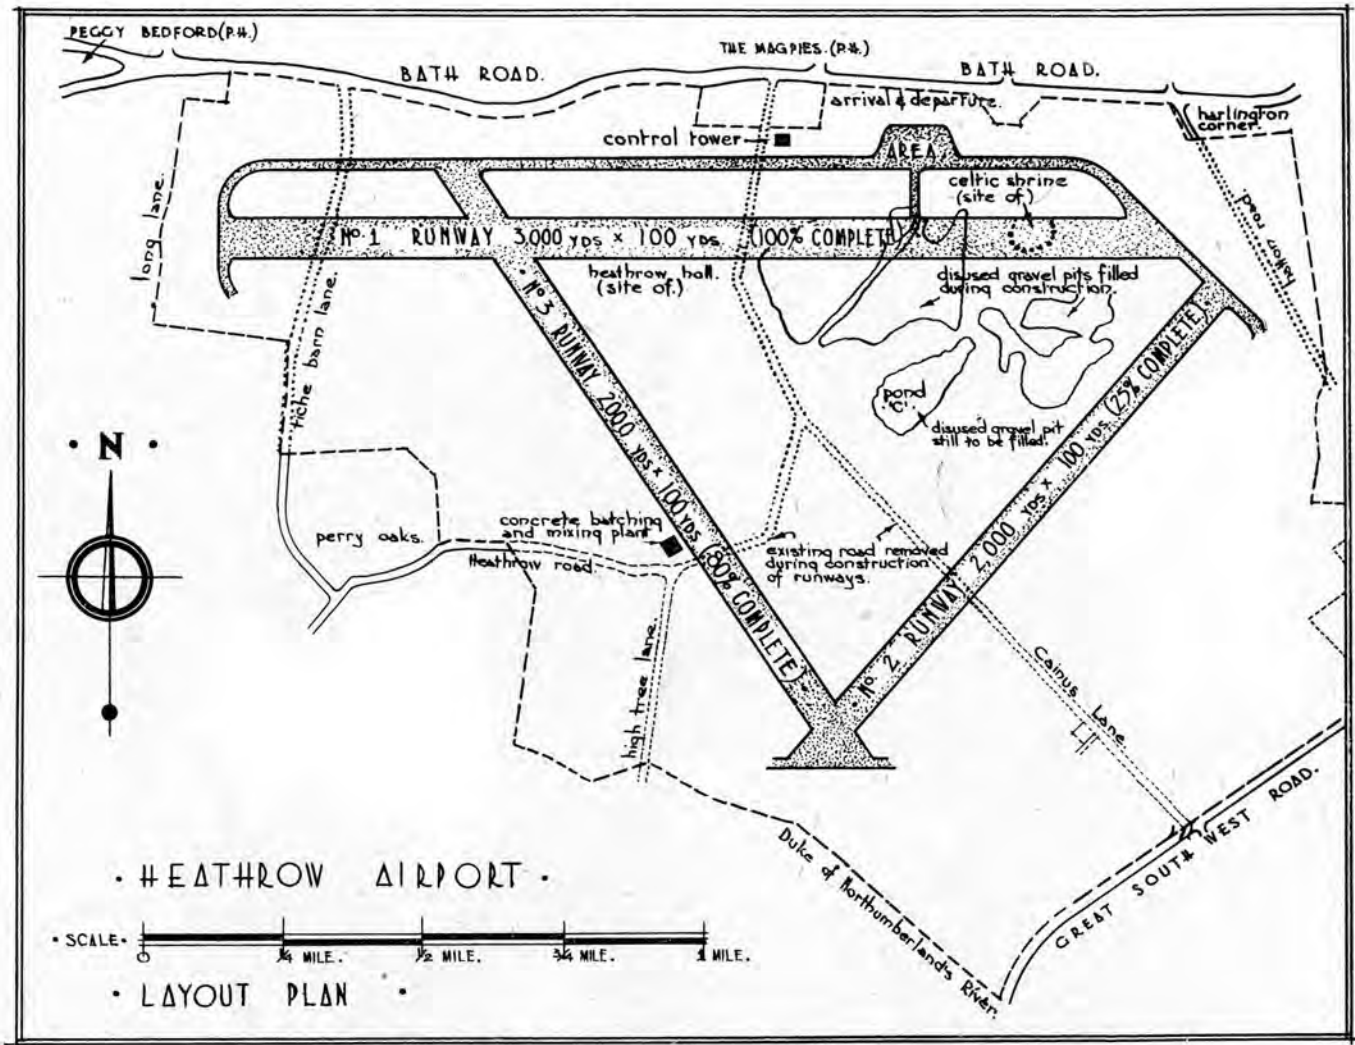 PEGGY BEDFORD (P.H.)
THE MAGPIES. (P.H.)
BATH ROAD.
BATH ROAD.
arrival & departure.
AREA
harlington
corner.
control tower
celtic shrine
(site of.)
long lane.
hatton road.
No. 1 RUNWAY 3,000 YDS x 100 YDS. (100% COMPLETE)
heathrow hall.
(site of.)
disused gravel pits filled
during construction.
tiche barn lane.
No 3 RUNWAY 2000 YDS x 100 YDS (80% COMPLETE)
pond
'C'
disused gravel pit
still to be filled.
No. 2 RUNWAY 2,000 YDS x 100 YDS (25% COMPLETE)
N
perry oaks.
concrete batching
and mixing plant
Heathrow road.
existing road removed
during construction
of runways.
high tree lane.
Cainus Lane.
Duke of Northumberland's River.
GREAT SOUTH WEST ROAD.
· HEATHROW AIRPORT ·
· SCALE ·
0 1/4 MILE. 1/2 MILE. 3/4 MILE. 1 MILE.
· LAYOUT PLAN ·